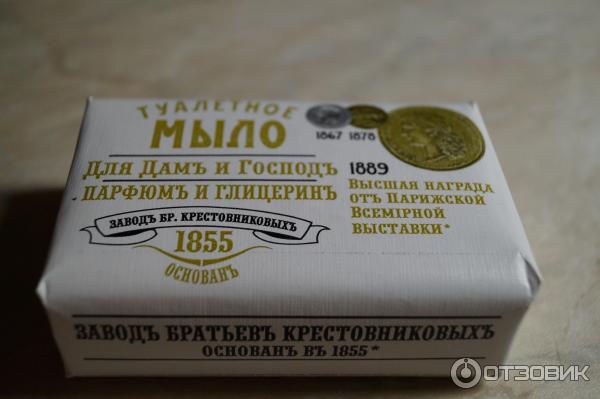 ТУАЛЕТНОЕ
МЫЛО
Для Дамъ и Господъ
ПАРФЮМЪ И ГЛИЦЕРИНЪ
ЗАВОДЪ БР. КРЕСТОВНИКОВЫХЪ
1855
ОСНОВАНЪ
1867 1878
1889
Высшая награда
отъ Парижской
Всемірной
выставки*
ЗАВОДЪ БРАТЬЕВЪ КРЕСТОВНИКОВЫХЪ
ОСНОВАНЪ ВЪ 1855*
ОТЗОВИК